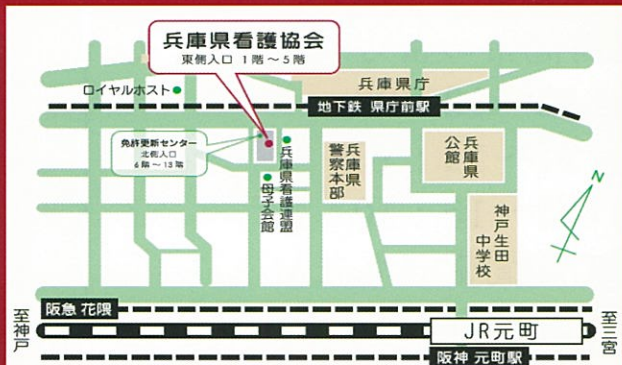 兵庫県看護協会
東側入口 1階～5階
ロイヤルホスト
兵庫県庁
地下鉄 県庁前駅
免許更新センター
北側入口
6階～13階
兵庫県看護連盟
母子会館
兵庫県
警察本部
兵庫県
公館
N
神戸生田
中学校
阪急 花隈
至神戸
JR元町
至三宮
阪神 元町駅